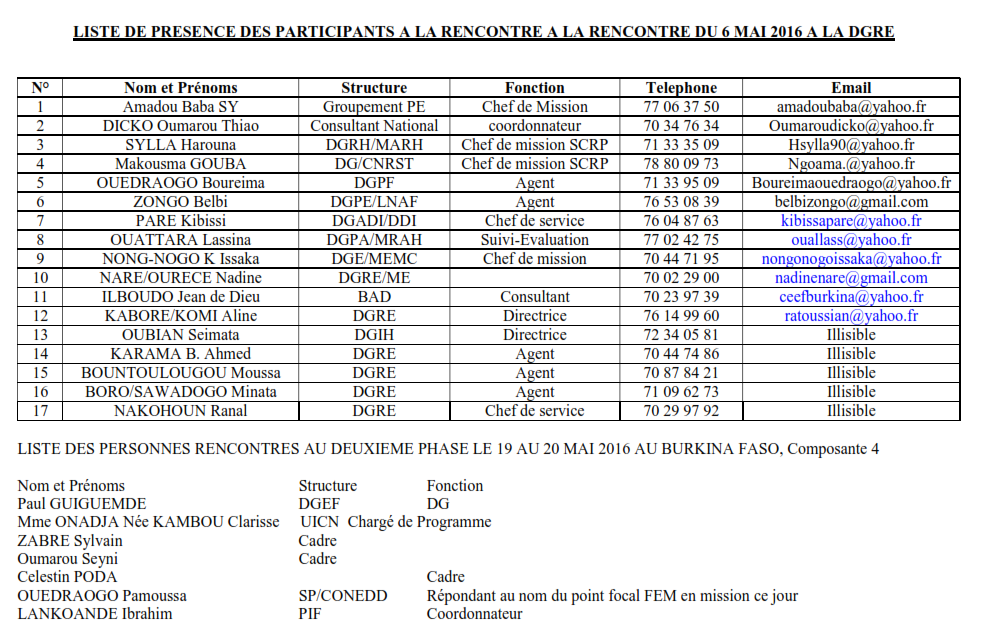 LISTE DE PRESENCE DES PARTICIPANTS A LA RENCONTRE A LA RENCONTRE DU 6 MAI 2016 A LA DGRE
N° Nom et Prénoms Structure Fonction Telephone Email
1 Amadou Baba SY Groupement PE Chef de Mission 77 06 37 50 amadoubaba@yahoo.fr
2 DICKO Oumarou Thiao Consultant National coordonnateur 70 34 76 34 Oumaroudicko@yahoo.fr
3 SYLLA Harouna DGRH/MARH Chef de mission SCRP 71 33 35 09 Hsylla90@yahoo.fr
4 Makousma GOUBA DG/CNRST Chef de mission SCRP 78 80 09 73 Ngoama.@yahoo.fr
5 OUEDRAOGO Boureima DGPF Agent 71 33 95 09 Boureimaouedraogo@yahoo.fr
6 ZONGO Belbi DGPE/LNAF Agent 76 53 08 39 belbizongo@gmail.com
7 PARE Kibissi DGADI/DDI Chef de service 76 04 87 63 kibissapare@yahoo.fr
8 OUATTARA Lassina DGPA/MRAH Suivi-Evaluation 77 02 42 75 ouallass@yahoo.fr
9 NONG-NOGO K Issaka DGE/MEMC Chef de mission 70 44 71 95 nongonogoissaka@yahoo.fr
10 NARE/OURECE Nadine DGRE/ME 70 02 29 00 nadinenare@gmail.com
11 ILBOUDO Jean de Dieu BAD Consultant 70 23 97 39 ceefburkina@yahoo.fr
12 KABORE/KOMI Aline DGRE Directrice 76 14 99 60 ratoussian@yahoo.fr
13 OUBIAN Seimata DGIH Directrice 72 34 05 81 Illisible
14 KARAMA B. Ahmed DGRE Agent 70 44 74 86 Illisible
15 BOUNTOULOUGOU Moussa DGRE Agent 70 87 84 21 Illisible
16 BORO/SAWADOGO Minata DGRE Agent 71 09 62 73 Illisible
17 NAKOHOUN Ranal DGRE Chef de service 70 29 97 92 Illisible
LISTE DES PERSONNES RENCONTRES AU DEUXIEME PHASE LE 19 AU 20 MAI 2016 AU BURKINA FASO, Composante 4
Nom et Prénoms Structure Fonction
Paul GUIGUEMDE DGEF DG
Mme ONADJA Née KAMBOU Clarisse UICN Chargé de Programme
ZABRE Sylvain Cadre
Oumarou Seyni Cadre
Celestin PODA Cadre
OUEDRAOGO Pamoussa SP/CONEDD Répondant au nom du point focal FEM en mission ce jour
LANKOANDE Ibrahim PIF Coordonnateur